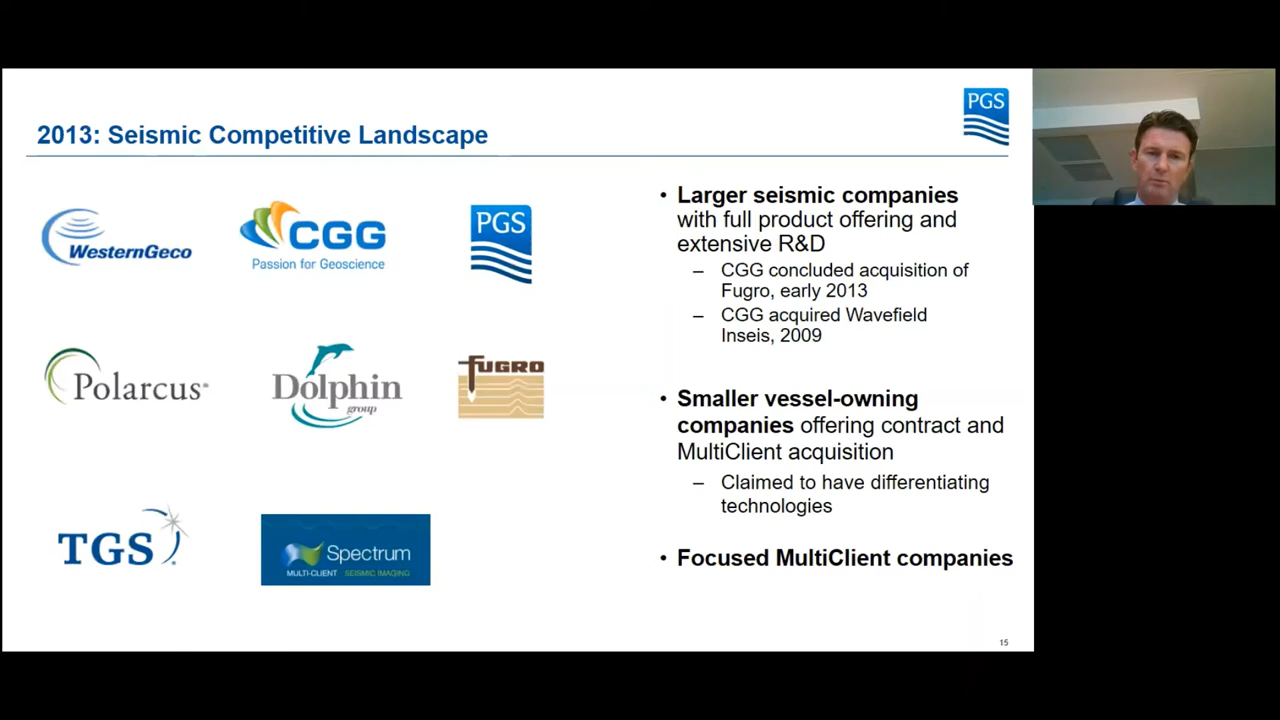 PGS
2013: Seismic Competitive Landscape
WesternGeco
CGG
Passion for Geoscience
PGS
Polarcus
Dolphin
group
fUGRO
TGS
Spectrum
MULTI-CLIENT SEISMIC IMAGING
• Larger seismic companies
with full product offering and
extensive R&D
– CGG concluded acquisition of
Fugro, early 2013
– CGG acquired Wavefield
Inseis, 2009
• Smaller vessel-owning
companies offering contract and
MultiClient acquisition
– Claimed to have differentiating
technologies
• Focused MultiClient companies
15